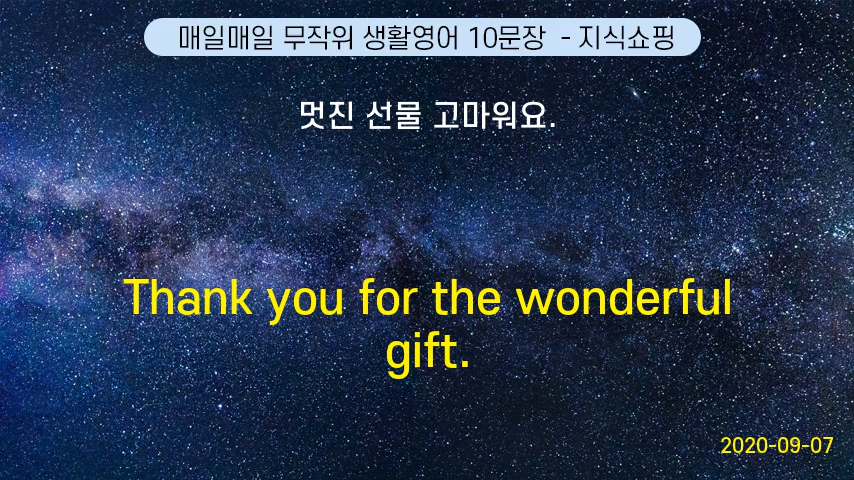 매일매일 무작위 생활영어 10문장 - 지식쇼핑
멋진 선물 고마워요.
Thank you for the wonderful
gift.
2020-09-07